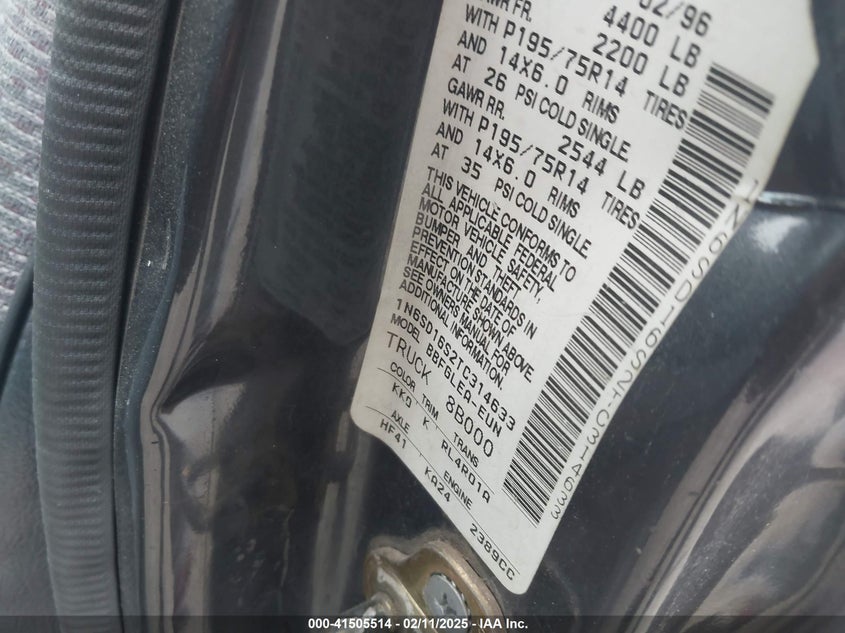 02/96
GAWR FR. 4400 LB
WITH P195/75R14 2200 LB
AND 14X6.0 RIMS TIRES
AT 26 PSI COLD SINGLE.
GAWR RR. 2544 LB
WITH P195/75R14 TIRES
AND 14X6.0 RIMS
AT 35 PSI COLD SINGLE.
THIS VEHICLE CONFORMS TO
ALL APPLICABLE FEDERAL
MOTOR VEHICLE SAFETY,
BUMPER, AND THEFT
PREVENTION STANDARDS IN
EFFECT ON THE DATE OF
MANUFACTURE SHOWN ABOVE.
SEE OWNERS MANUAL FOR
ADDITIONAL INFORMATION.
1N6SD16S2TC314633
MODEL BBFGLEA-EUN
TRUCK 8B000
COLOR TRIM TRANS
KK0 K RL4R01A
AXLE ENGINE
HF41 KA24 2389CC
1N6SD16S2TC314633
000-41505514 - 02/11/2025 - IAA Inc.